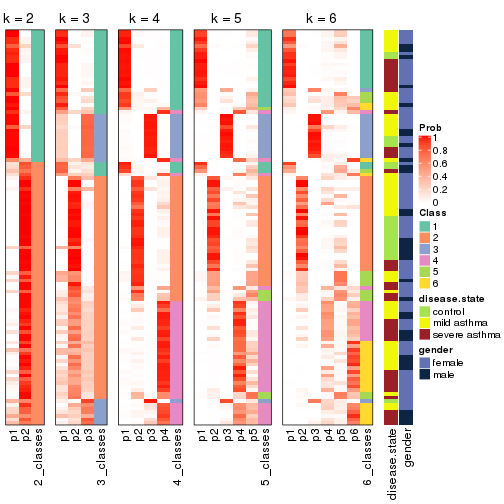 k = 2 k = 3 k = 4 k = 5 k = 6
Prob
1
0.8
0.6
0.4
0.2
0
Class
1
2
3
4
5
6
disease.state
control
mild asthma
severe asthma
gender
female
male
p1 p2 2_classes p1 p2 p3 3_classes p1 p2 p3 p4 4_classes p1 p2 p3 p4 p5 5_classes p1 p2 p3 p4 p5 p6 6_classes disease.state gender